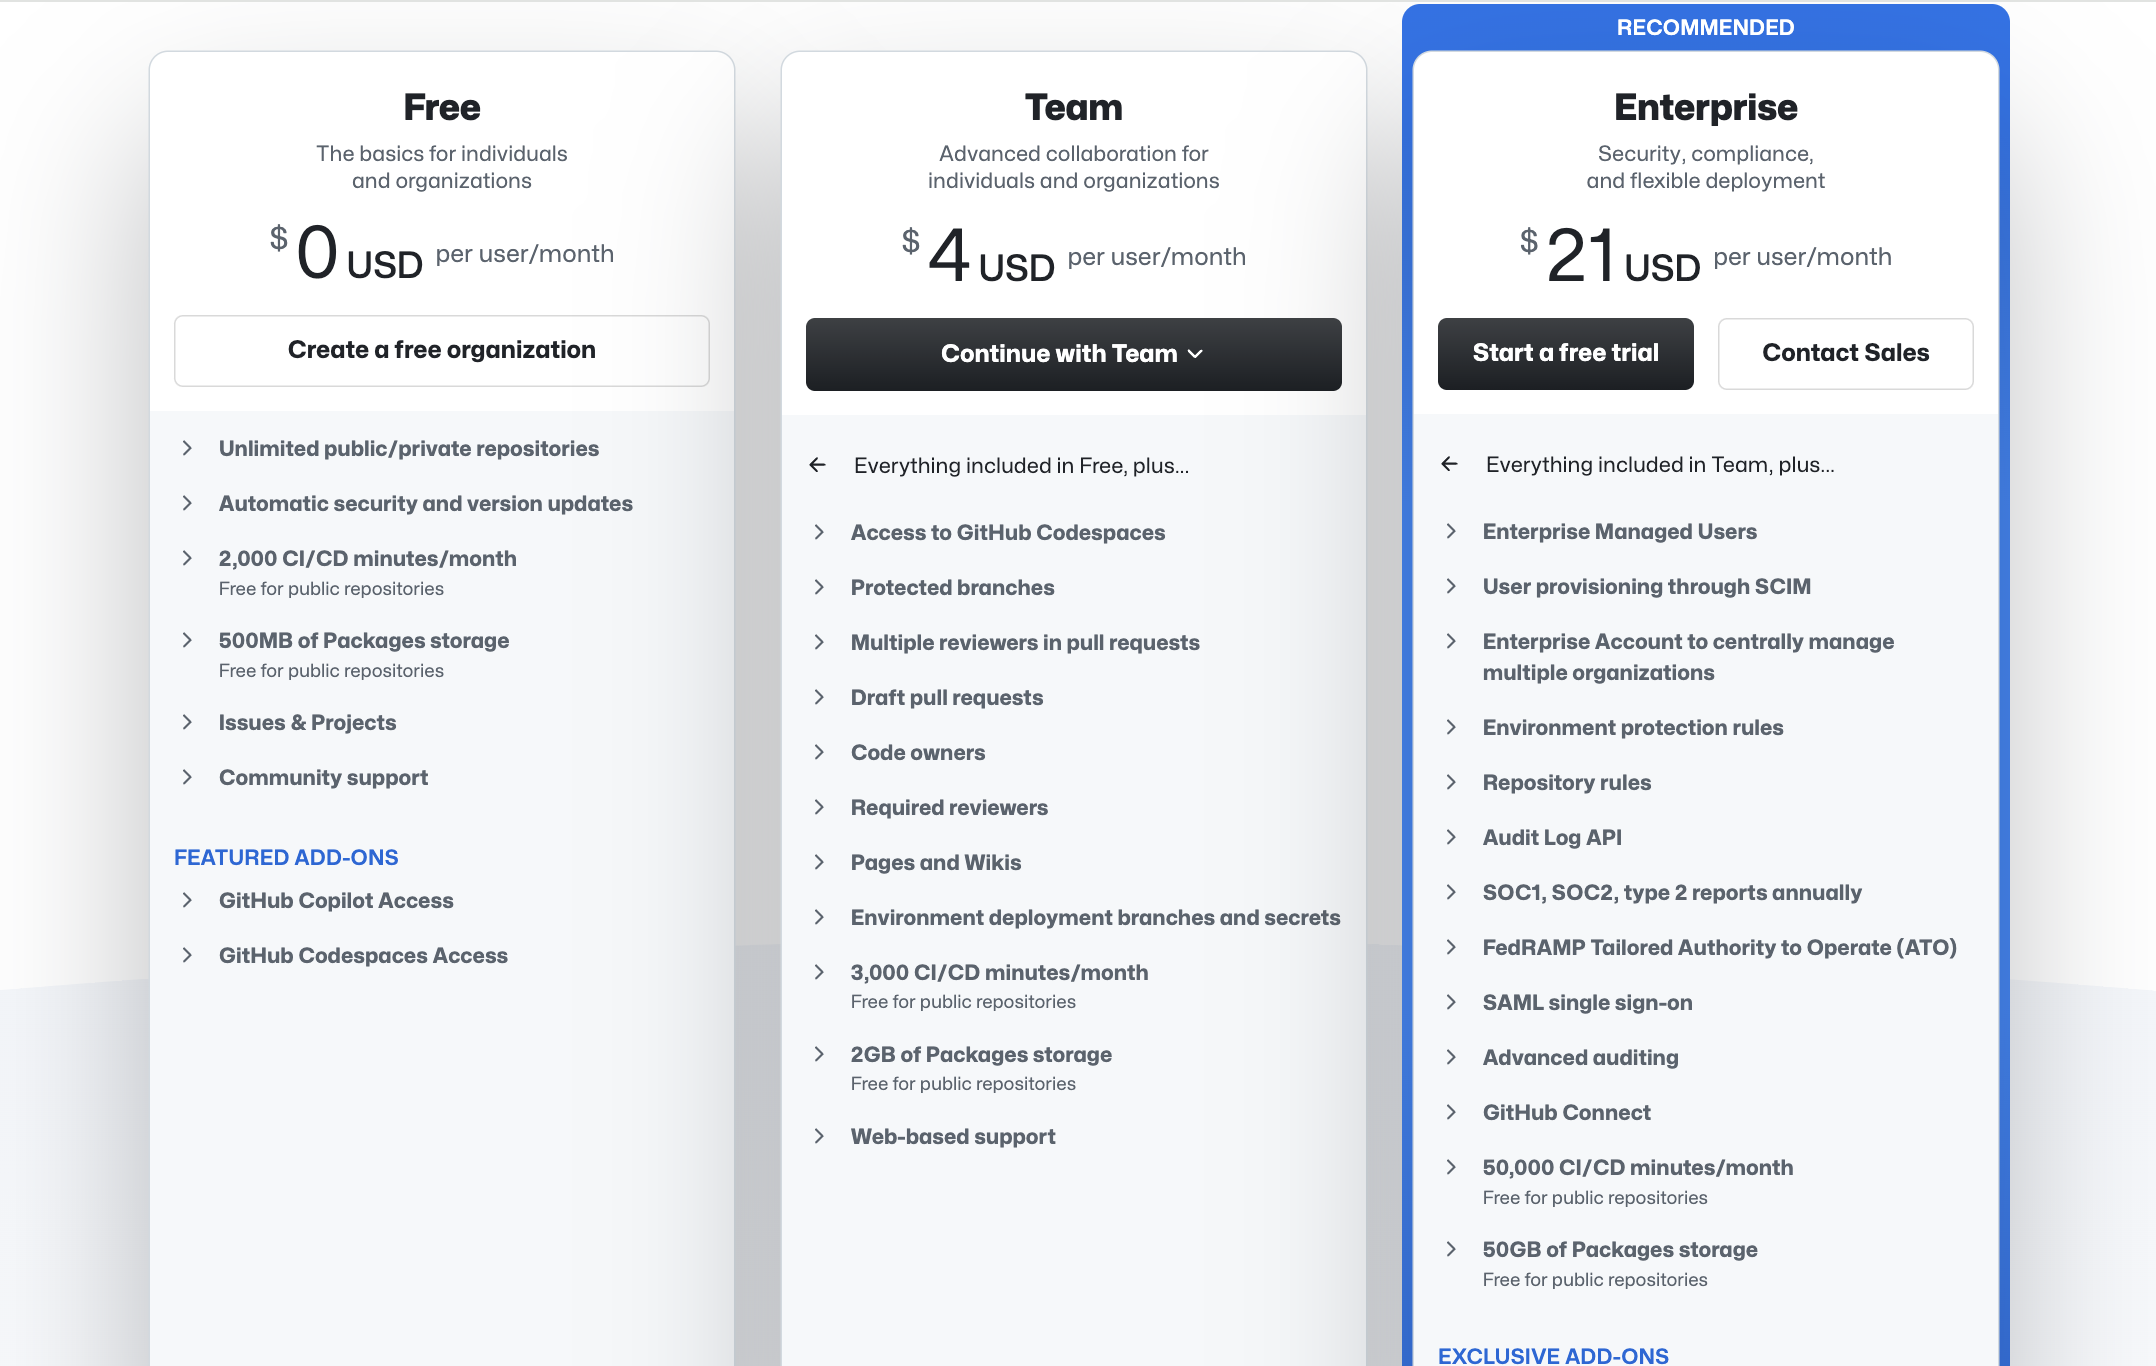 Free
The basics for individuals
and organizations
$ 0 USD per user/month
Create a free organization
Unlimited public/private repositories
Automatic security and version updates
2,000 CI/CD minutes/month
Free for public repositories
500MB of Packages storage
Free for public repositories
Issues & Projects
Community support
FEATURED ADD-ONS
GitHub Copilot Access
GitHub Codespaces Access
Team
Advanced collaboration for
individuals and organizations
$ 4 USD per user/month
Continue with Team
Everything included in Free, plus...
Access to GitHub Codespaces
Protected branches
Multiple reviewers in pull requests
Draft pull requests
Code owners
Required reviewers
Pages and Wikis
Environment deployment branches and secrets
3,000 CI/CD minutes/month
Free for public repositories
2GB of Packages storage
Free for public repositories
Web-based support
RECOMMENDED
Enterprise
Security, compliance,
and flexible deployment
$ 21 USD per user/month
Start a free trial
Contact Sales
Everything included in Team, plus...
Enterprise Managed Users
User provisioning through SCIM
Enterprise Account to centrally manage
multiple organizations
Environment protection rules
Repository rules
Audit Log API
SOC1, SOC2, type 2 reports annually
FedRAMP Tailored Authority to Operate (ATO)
SAML single sign-on
Advanced auditing
GitHub Connect
50,000 CI/CD minutes/month
Free for public repositories
50GB of Packages storage
Free for public repositories
EXCLUSIVE ADD-ONS